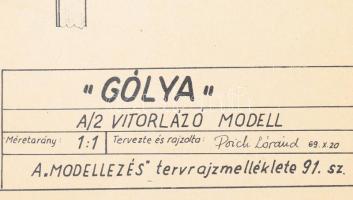 "GÓLYA"
A/2 VITORLÁZÓ MODELL
Méretarány: 1:1 Tervezte és rajzolta: Poich Lóránd 69.X.20
A „MODELLEZÉS" tervrajzmelléklete 91. sz.